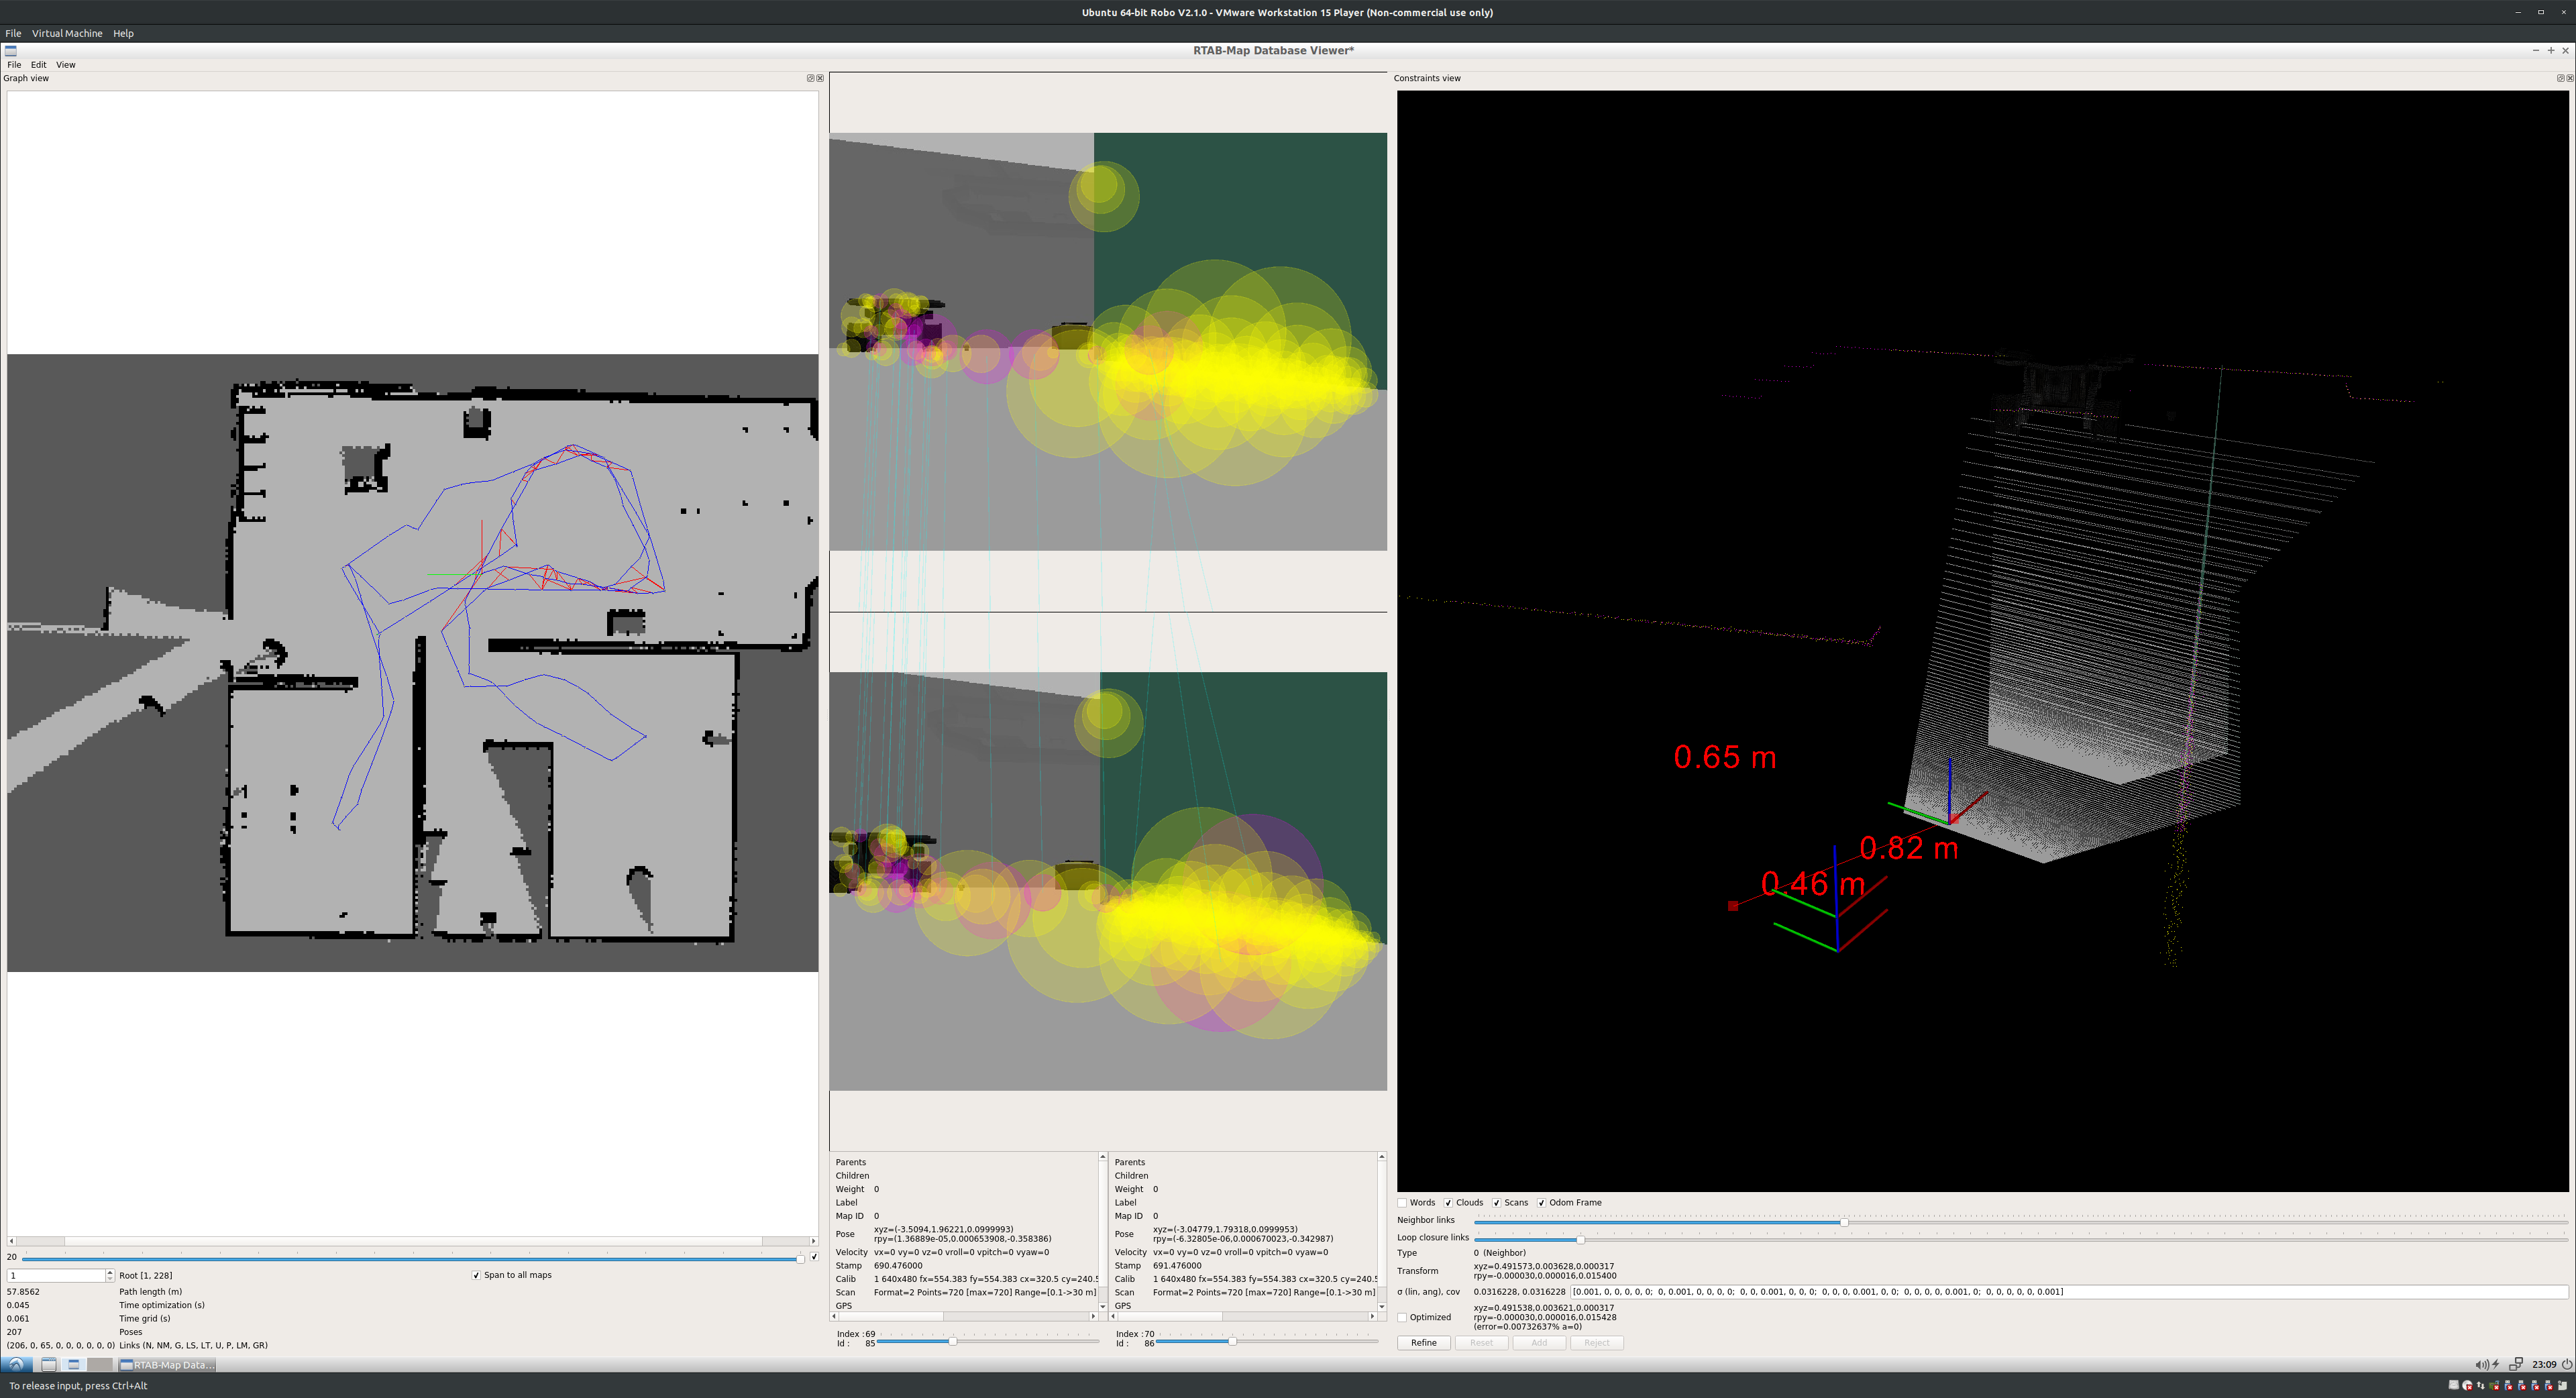 Ubuntu 64-bit Robo V2.1.0 - VMware Workstation 15 Player (Non-commercial use only)
File Virtual Machine Help
RTAB-Map Database Viewer*
File Edit View
Graph view
Constraints view
0.65 m
0.82 m
0.46 m
20
1 Root [1, 228] Span to all maps
57.8562 Path length (m)
0.045 Time optimization (s)
0.061 Time grid (s)
207 Poses
(206, 0, 65, 0, 0, 0, 0, 0, 0) Links (N, NM, G, LS, LT, U, P, LM, GR)
Parents
Children
Weight 0
Label
Map ID 0
Pose xyz=(-3.5094,1.96221,0.0999993)
rpy=(1.36889e-05,0.000653908,-0.358386)
Velocity vx=0 vy=0 vz=0 vroll=0 vpitch=0 vyaw=0
Stamp 690.476000
Calib 1 640x480 fx=554.383 fy=554.383 cx=320.5 cy=240.5
Scan Format=2 Points=720 [max=720] Range=[0.1->30 m]
GPS
Index : 69
Id : 85
Parents
Children
Weight 0
Label
Map ID 0
Pose xyz=(-3.04779,1.79318,0.0999953)
rpy=(-6.32805e-06,0.000670023,-0.342987)
Velocity vx=0 vy=0 vz=0 vroll=0 vpitch=0 vyaw=0
Stamp 691.476000
Calib 1 640x480 fx=554.383 fy=554.383 cx=320.5 cy=240.5
Scan Format=2 Points=720 [max=720] Range=[0.1->30 m]
GPS
Index : 70
Id : 86
Words Clouds Scans Odom Frame
Neighbor links
Loop closure links
Type 0 (Neighbor)
Transform xyz=0.491573,0.003628,0.000317
rpy=-0.000030,0.000016,0.015400
σ (lin, ang), cov 0.0316228, 0.0316228 [0.001, 0, 0, 0, 0, 0; 0, 0.001, 0, 0, 0, 0; 0, 0, 0.001, 0, 0, 0; 0, 0, 0, 0.001, 0, 0; 0, 0, 0, 0, 0.001, 0; 0, 0, 0, 0, 0, 0.001]
Optimized xyz=0.491538,0.003621,0.000317
rpy=-0.000030,0.000016,0.015428
(error=0.00732637% a=0)
Refine Reset Add Reject
RTAB-Map Data...
23:09
To release input, press Ctrl+Alt